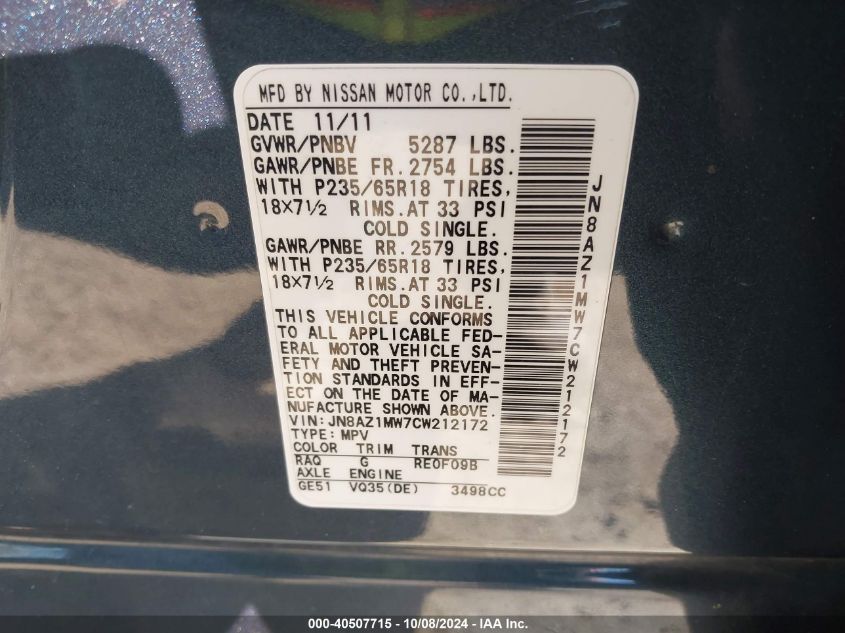 MFD BY NISSAN MOTOR CO.,LTD.
DATE 11/11
GVWR/PNBV 5287 LBS.
GAWR/PNBE FR.2754 LBS.
WITH P235/65R18 TIRES,
18X7½ RIMS.AT 33 PSI
COLD SINGLE.
GAWR/PNBE RR.2579 LBS.
WITH P235/65R18 TIRES,
18X7½ RIMS.AT 33 PSI
COLD SINGLE.
THIS VEHICLE CONFORMS
TO ALL APPLICABLE FED-
ERAL MOTOR VEHICLE SA-
FETY AND THEFT PREVEN-
TION STANDARDS IN EFF-
ECT ON THE DATE OF MA-
NUFACTURE SHOWN ABOVE.
VIN:JN8AZ1MW7CW212172
TYPE:MPV
COLOR TRIM TRANS
RAQ G RE0F09B
AXLE ENGINE
GE51 VQ35(DE) 3498CC
JN8AZ1MW7CW212172
000-40507715 - 10/08/2024 - IAA Inc.